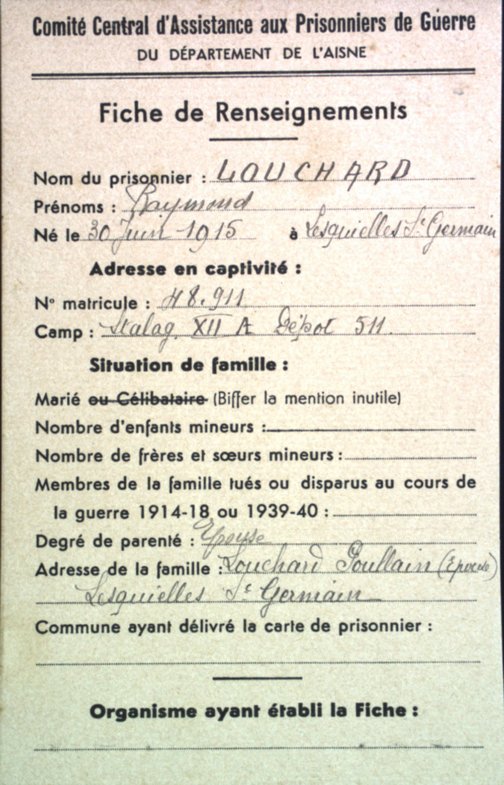 Comité Central d'Assistance aux Prisonniers de Guerre
DU DÉPARTEMENT DE L'AISNE
Fiche de Renseignements
Nom du prisonnier : LOUCHARD
Prénoms : Raymond
Né le 30 Juin 1915 à Lesquielles St Germain
Adresse en captivité :
N° matricule : 48.911
Camp : Stalag XII A Dépot 511.
Situation de famille :
Marié ou Célibataire (Biffer la mention inutile)
Nombre d'enfants mineurs :
Nombre de frères et sœurs mineurs :
Membres de la famille tués ou disparus au cours de
la guerre 1914-18 ou 1939-40 :
Degré de parenté : Epouse
Adresse de la famille : Louchard Poullain (Epouse)
Lesquielles St Germain
Commune ayant délivré la carte de prisonnier :
Organisme ayant établi la Fiche :